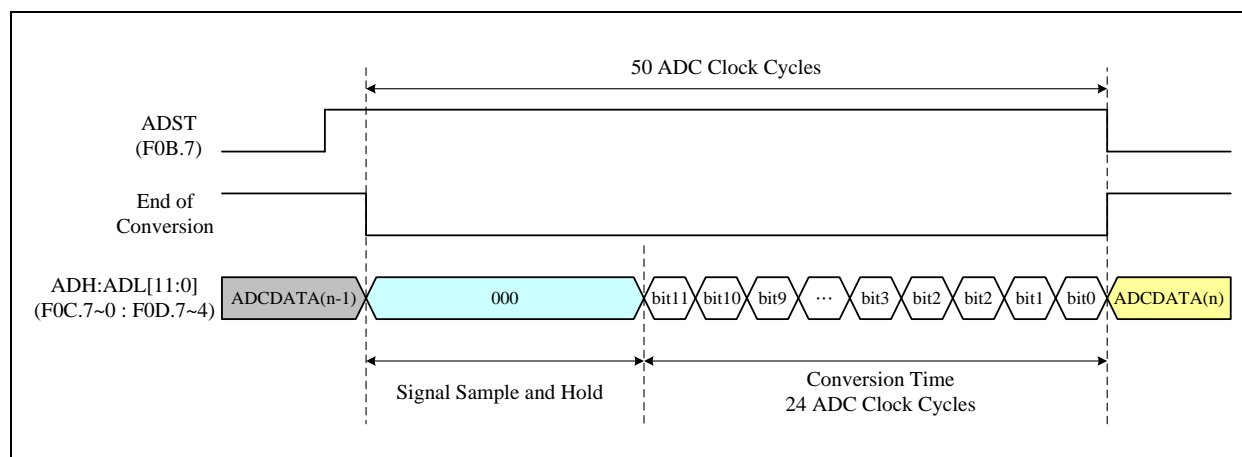 50 ADC Clock Cycles
ADST
(F0B.7)
End of
Conversion
ADH:ADL[11:0]
(F0C.7~0 : F0D.7~4)
ADCDATA(n-1)
000
bit11
bit10
bit9
...
bit3
bit2
bit2
bit1
bit0
ADCDATA(n)
Signal Sample and Hold
Conversion Time
24 ADC Clock Cycles